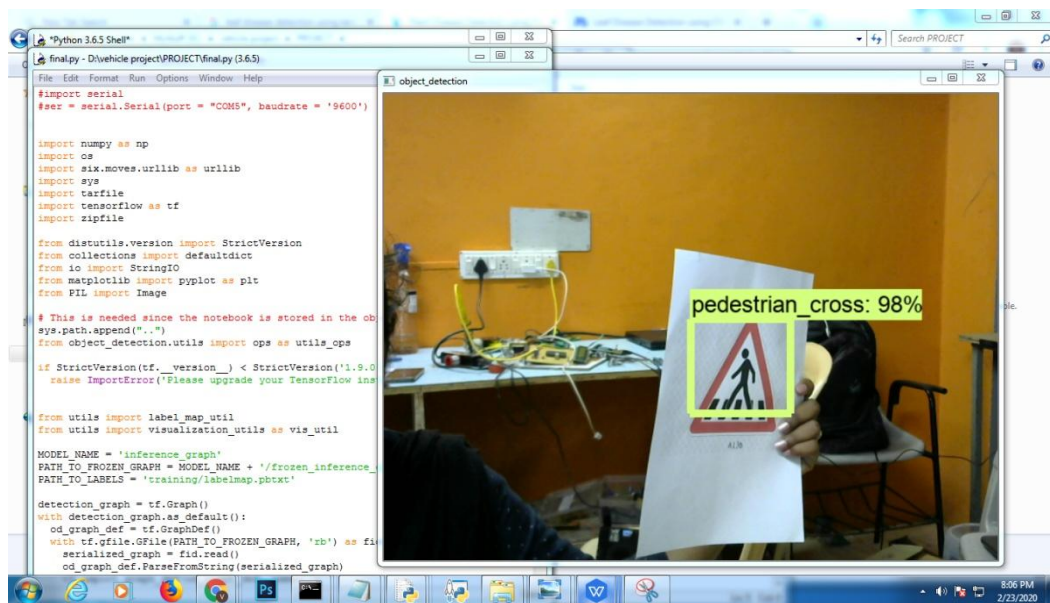 *Python 3.6.5 Shell*
Search PROJECT
final.py - D:\vehicle project\PROJECT\final.py (3.6.5)
File Edit Format Run Options Window Help
#import serial
#ser = serial.Serial(port = "COM5", baudrate = '9600')
import numpy as np
import os
import six.moves.urllib as urllib
import sys
import tarfile
import tensorflow as tf
import zipfile
from distutils.version import StrictVersion
from collections import defaultdict
from io import StringIO
from matplotlib import pyplot as plt
from PIL import Image
# This is needed since the notebook is stored in the ob
sys.path.append("..")
from object_detection.utils import ops as utils_ops
if StrictVersion(tf.__version__) < StrictVersion('1.9.0
raise ImportError('Please upgrade your TensorFlow ins
from utils import label_map_util
from utils import visualization_utils as vis_util
MODEL_NAME = 'inference_graph'
PATH_TO_FROZEN_GRAPH = MODEL_NAME + '/frozen_inference_
PATH_TO_LABELS = 'training/labelmap.pbtxt'
detection_graph = tf.Graph()
with detection_graph.as_default():
od_graph_def = tf.GraphDef()
with tf.gfile.GFile(PATH_TO_FROZEN_GRAPH, 'rb') as fi
serialized_graph = fid.read()
od_graph_def.ParseFromString(serialized_graph)
object_detection
pedestrian_cross: 98%
Ps
8:06 PM
2/23/2020